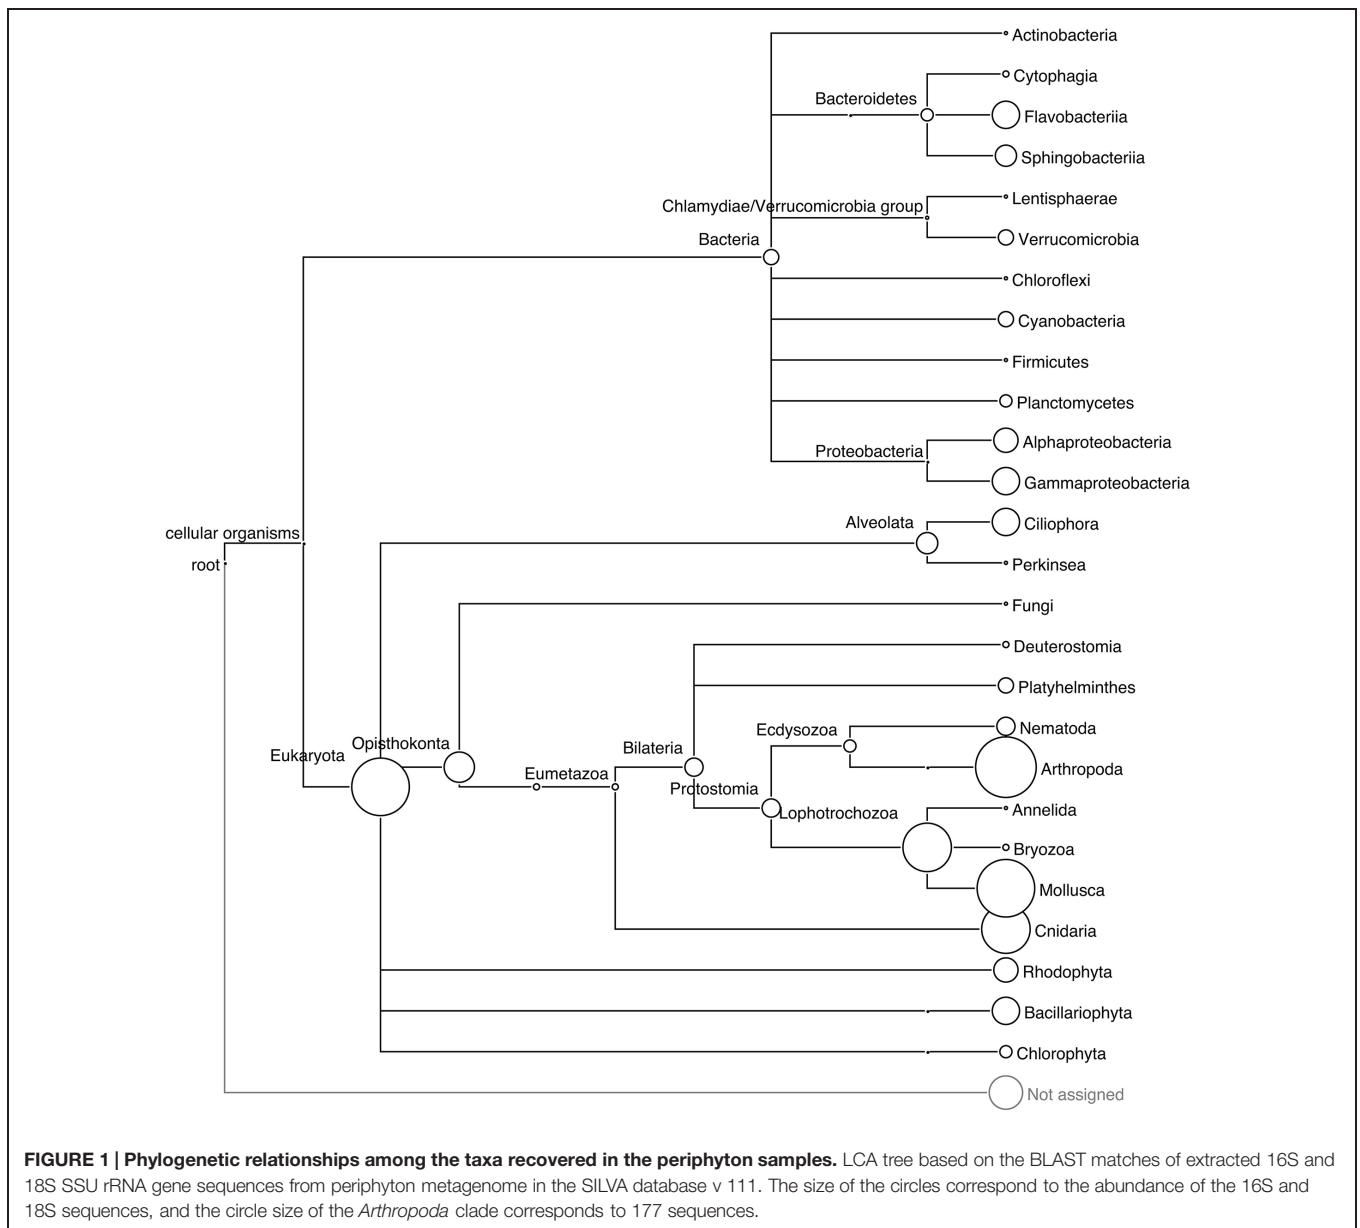 Actinobacteria
Cytophagia
Bacteroidetes
Flavobacteriia
Sphingobacteriia
Lentisphaerae
Chlamydiae/Verrucomicrobia group
Verrucomicrobia
Bacteria
Chloroflexi
Cyanobacteria
Firmicutes
Planctomycetes
Alphaproteobacteria
Proteobacteria
Gammaproteobacteria
Ciliophora
Alveolata
cellular organisms
root
Perkinsea
Fungi
Deuterostomia
Platyhelminthes
Nematoda
Ecdysozoa
Opisthokonta
Bilateria
Eukaryota
Arthropoda
Eumetazoa
Protostomia
Annelida
Lophotrochozoa
Bryozoa
Mollusca
Cnidaria
Rhodophyta
Bacillariophyta
Chlorophyta
Not assigned
FIGURE 1 | Phylogenetic relationships among the taxa recovered in the periphyton samples. LCA tree based on the BLAST matches of extracted 16S and
18S SSU rRNA gene sequences from periphyton metagenome in the SILVA database v 111. The size of the circles correspond to the abundance of the 16S and
18S sequences, and the circle size of the Arthropoda clade corresponds to 177 sequences.